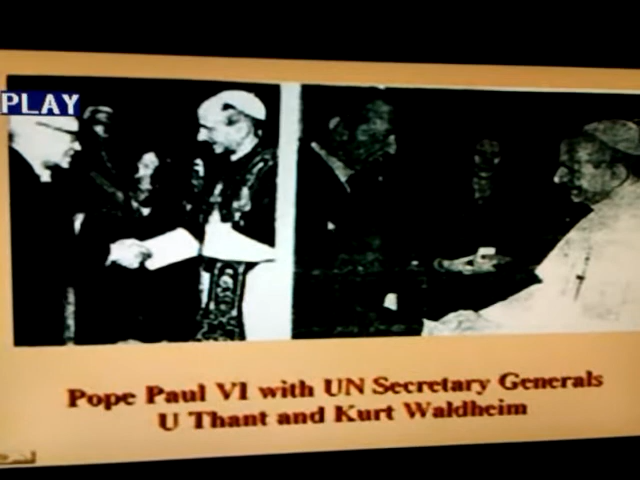 PLAY
Pope Paul VI with UN Secretary Generals
U Thant and Kurt Waldheim